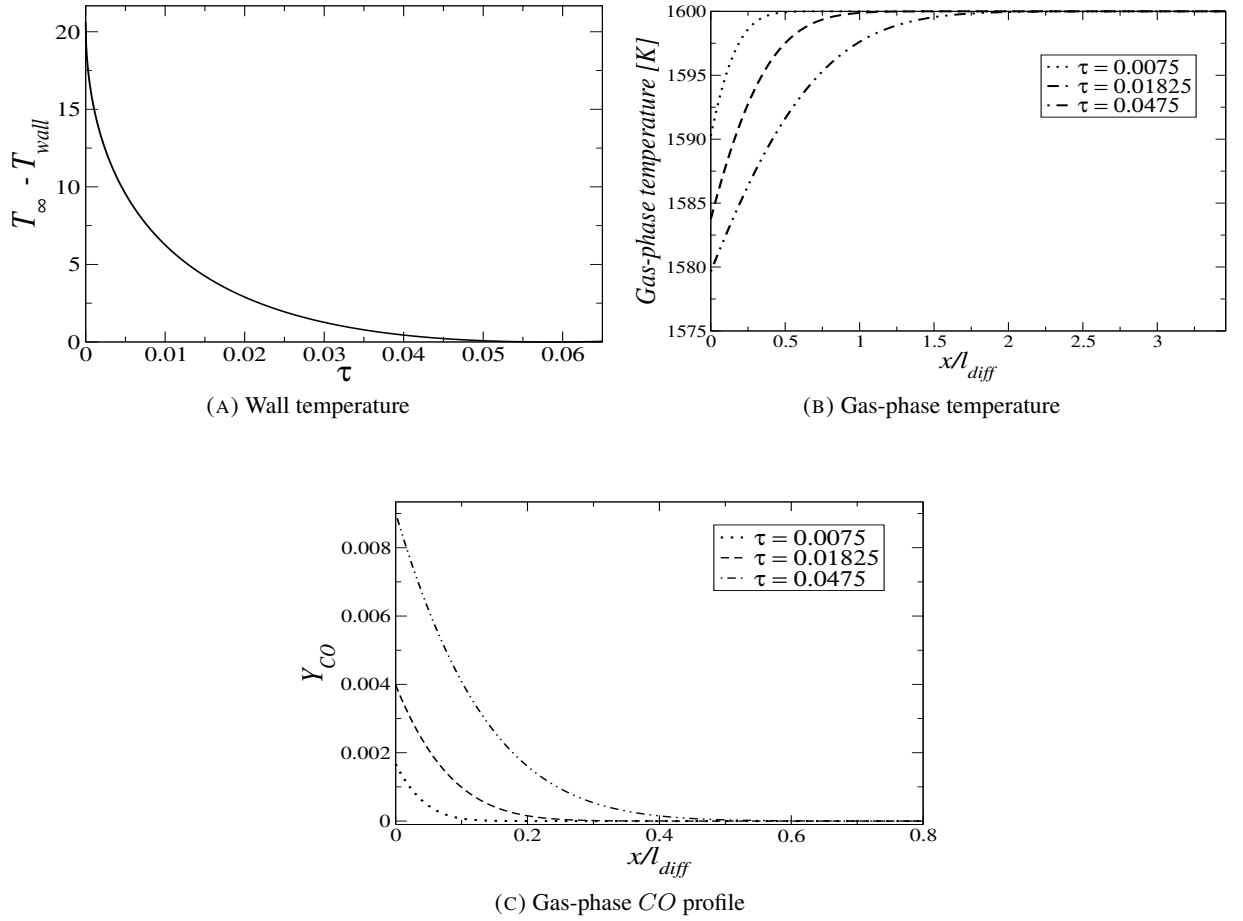 20
15
10
5
0
T∞ - Twall
0 0.01 0.02 0.03 0.04 0.05 0.06
τ
(A) Wall temperature
1600
1595
1590
1585
1580
1575
Gas-phase temperature [K]
τ = 0.0075
τ = 0.01825
τ = 0.0475
0 0.5 1 1.5 2 2.5 3
x/ldiff
(B) Gas-phase temperature
0.008
0.006
0.004
0.002
0
YCO
τ = 0.0075
τ = 0.01825
τ = 0.0475
0 0.2 0.4 0.6 0.8
x/ldiff
(C) Gas-phase CO profile